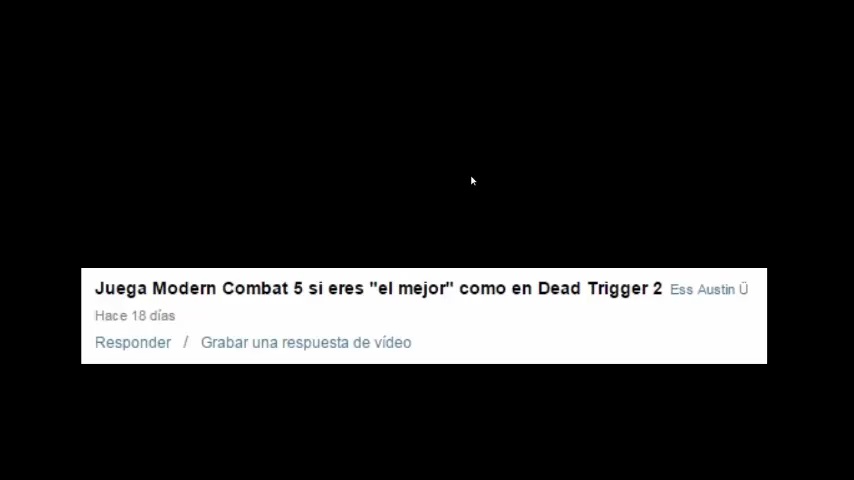 Juega Modern Combat 5 si eres "el mejor" como en Dead Trigger 2 Ess Austin Ü
Hace 18 días
Responder / Grabar una respuesta de vídeo